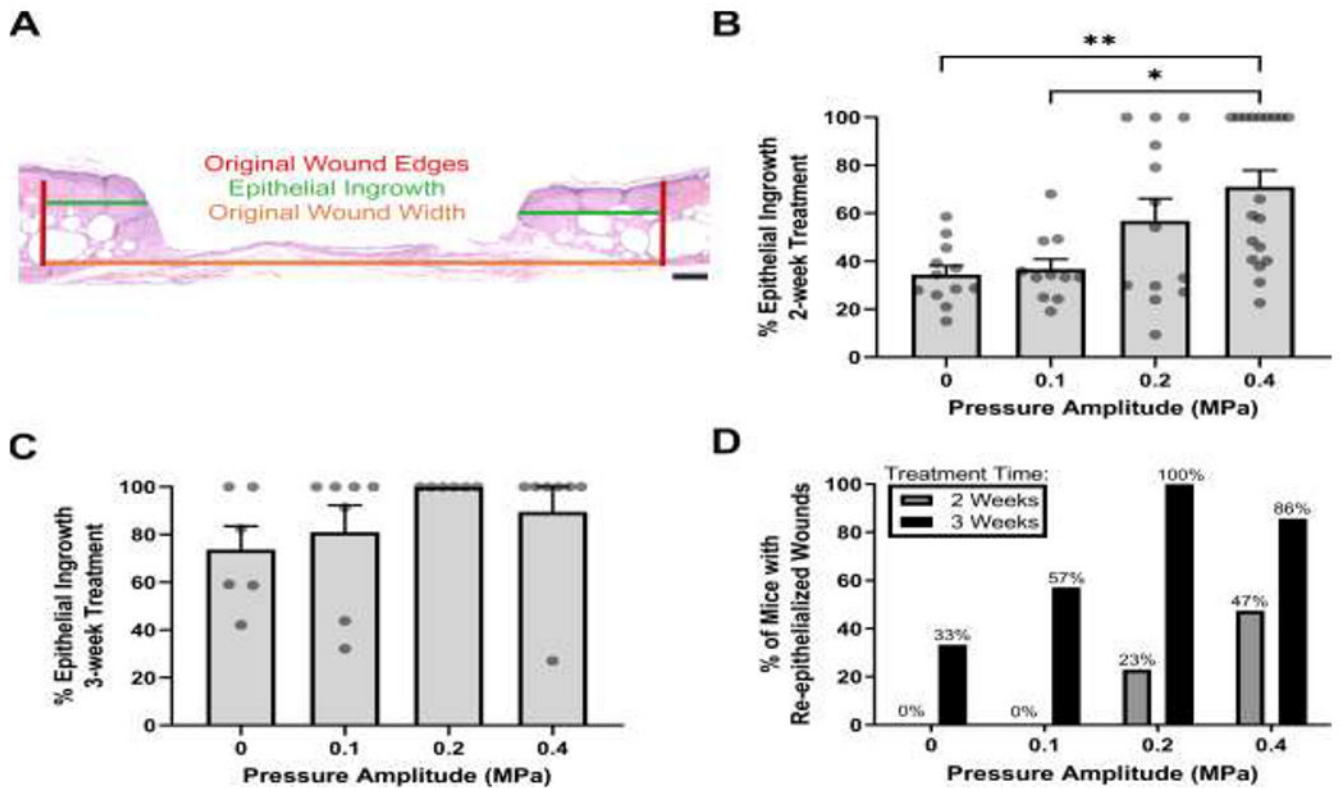 A
Original Wound Edges
Epithelial Ingrowth
Original Wound Width
B
**
*
% Epithelial Ingrowth
2-week Treatment
100
80
60
40
20
0
0 0.1 0.2 0.4
Pressure Amplitude (MPa)
C
% Epithelial Ingrowth
3-week Treatment
100
80
60
40
20
0
0 0.1 0.2 0.4
Pressure Amplitude (MPa)
D
Treatment Time:
2 Weeks
3 Weeks
% of Mice with
Re-epithelialized Wounds
100
80
60
40
20
0
0% 33% 0% 57% 23% 100% 47% 86%
0 0.1 0.2 0.4
Pressure Amplitude (MPa)